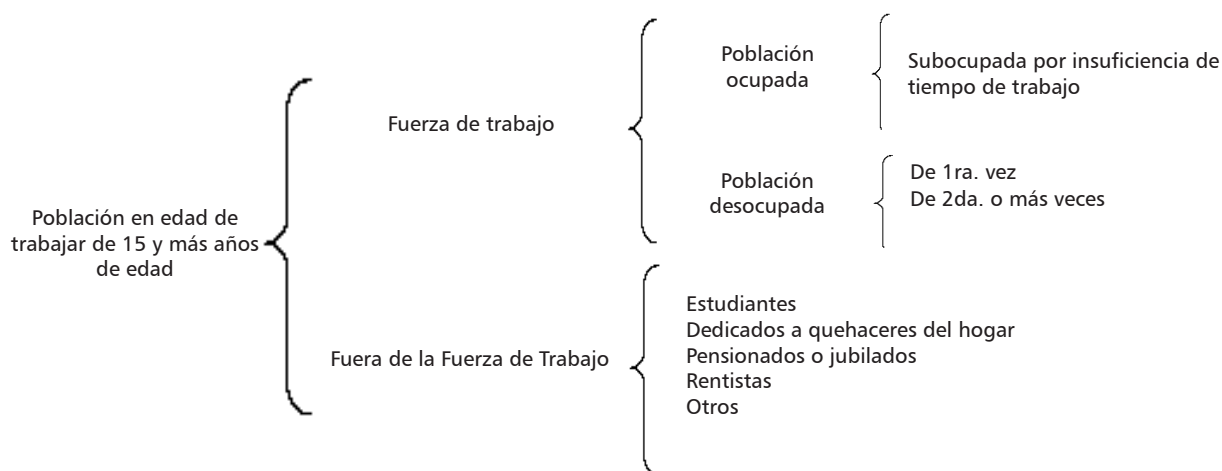 Población en edad de
trabajar de 15 y más años
de edad
Fuerza de trabajo
Población
ocupada
Subocupada por insuficiencia de
tiempo de trabajo
Población
desocupada
De 1ra. vez
De 2da. o más veces
Fuera de la Fuerza de Trabajo
Estudiantes
Dedicados a quehaceres del hogar
Pensionados o jubilados
Rentistas
Otros